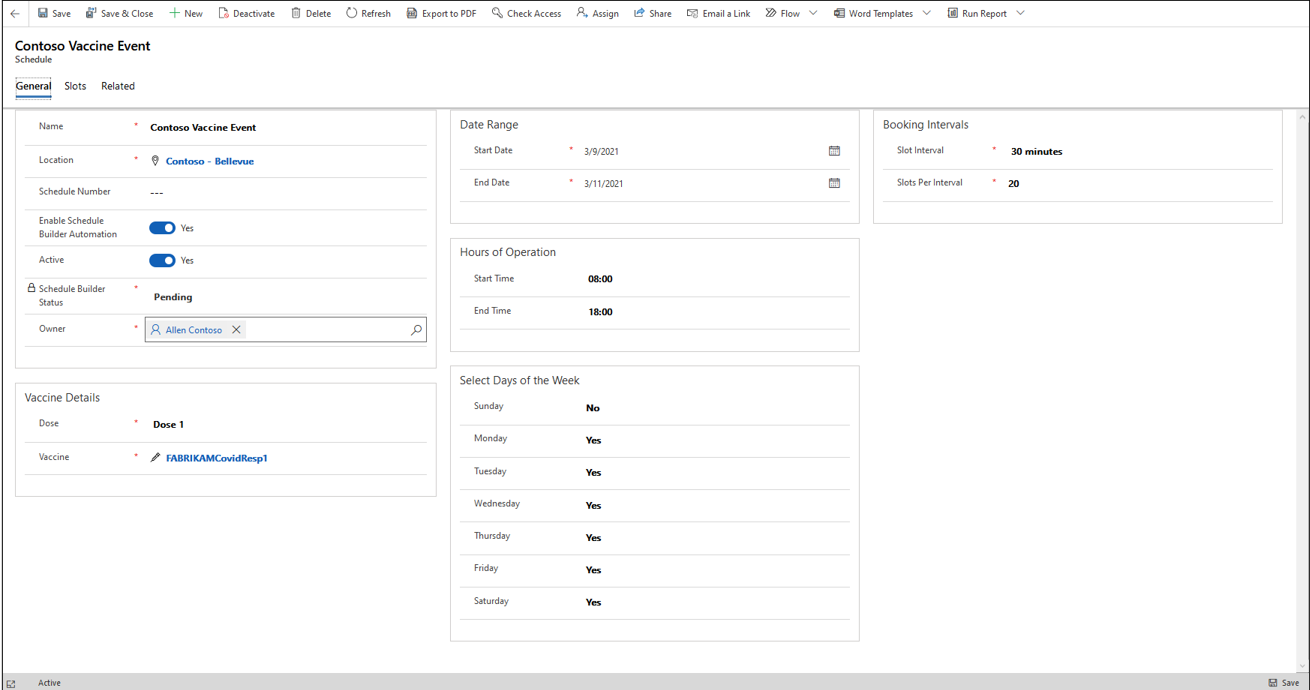 Save Save & Close New Deactivate Delete Refresh Export to PDF Check Access Assign Share Email a Link Flow Word Templates Run Report
Contoso Vaccine Event
Schedule
General Slots Related
Name * Contoso Vaccine Event
Location * Contoso - Bellevue
Schedule Number ---
Enable Schedule
Builder Automation Yes
Active Yes
Schedule Builder
Status * Pending
Owner * Allen Contoso
Vaccine Details
Dose * Dose 1
Vaccine * FABRIKAMCovidResp1
Date Range
Start Date * 3/9/2021
End Date * 3/11/2021
Hours of Operation
Start Time 08:00
End Time 18:00
Select Days of the Week
Sunday No
Monday Yes
Tuesday Yes
Wednesday Yes
Thursday Yes
Friday Yes
Saturday Yes
Booking Intervals
Slot Interval * 30 minutes
Slots Per Interval * 20
Active Save